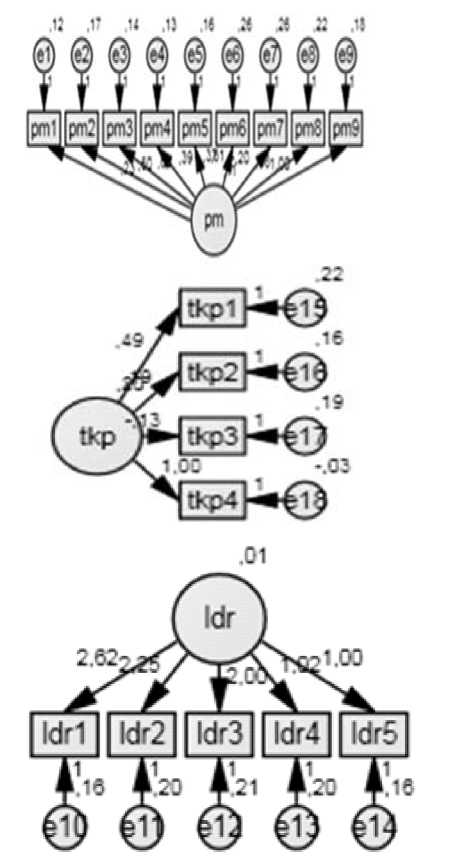 ,12 ,17 ,14 ,13 ,16 ,26 ,26 ,22 ,18
e1 e2 e3 e4 e5 e6 e7 e8 e9
1 1 1 1 1 1 1 1 1
pm1 pm2 pm3 pm4 pm5 pm6 pm7 pm8 pm9
,39 ,20
pm
,22
tkp1 1 e15
,49
,16
tkp2 1 e16
,19
tkp
-,13
tkp3 1 e17
1,00
-,03
tkp4 1 e18
,01
ldr
2,62 2,25 2,00 1,02 1,00
ldr1 ldr2 ldr3 ldr4 ldr5
1 1 1 1 1
,16 ,20 ,21 ,20 ,16
e10 e11 e12 e13 e14